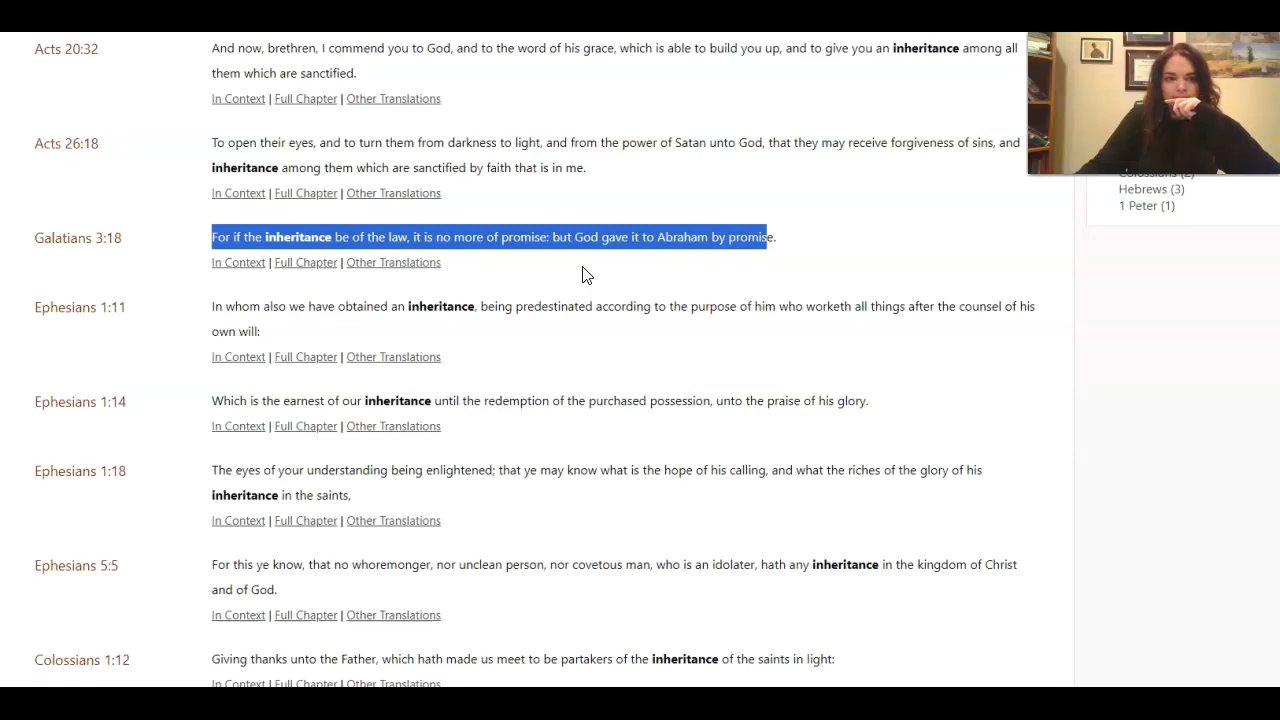 Acts 20:32
And now, brethren, I commend you to God, and to the word of his grace, which is able to build you up, and to give you an inheritance among all
them which are sanctified.
In Context | Full Chapter | Other Translations
Acts 26:18
To open their eyes, and to turn them from darkness to light, and from the power of Satan unto God, that they may receive forgiveness of sins, and
inheritance among them which are sanctified by faith that is in me.
In Context | Full Chapter | Other Translations
Galatians 3:18
For if the inheritance be of the law, it is no more of promise: but God gave it to Abraham by promise.
In Context | Full Chapter | Other Translations
Ephesians 1:11
In whom also we have obtained an inheritance, being predestinated according to the purpose of him who worketh all things after the counsel of his
own will:
In Context | Full Chapter | Other Translations
Ephesians 1:14
Which is the earnest of our inheritance until the redemption of the purchased possession, unto the praise of his glory.
In Context | Full Chapter | Other Translations
Ephesians 1:18
The eyes of your understanding being enlightened; that ye may know what is the hope of his calling, and what the riches of the glory of his
inheritance in the saints,
In Context | Full Chapter | Other Translations
Ephesians 5:5
For this ye know, that no whoremonger, nor unclean person, nor covetous man, who is an idolater, hath any inheritance in the kingdom of Christ
and of God.
In Context | Full Chapter | Other Translations
Colossians 1:12
Giving thanks unto the Father, which hath made us meet to be partakers of the inheritance of the saints in light:
In Context | Full Chapter | Other Translations
Colossians (2)
Hebrews (3)
1 Peter (1)